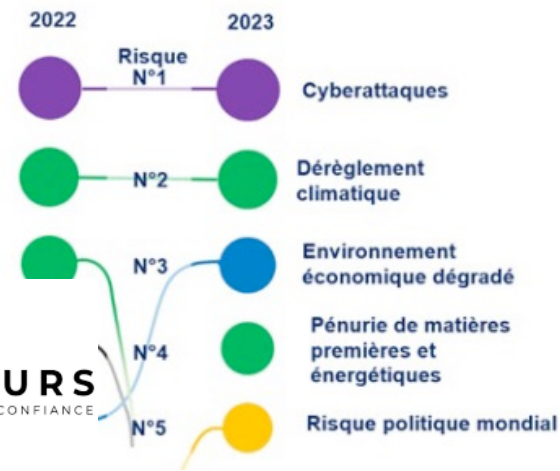 2022 2023
Risque
N°1
Cyberattaques
N°2
Dérèglement
climatique
N°3
Environnement
économique dégradé
N°4
Pénurie de matières
premières et
énergétiques
URS
CONFIANCE
N°5
Risque politique mondial